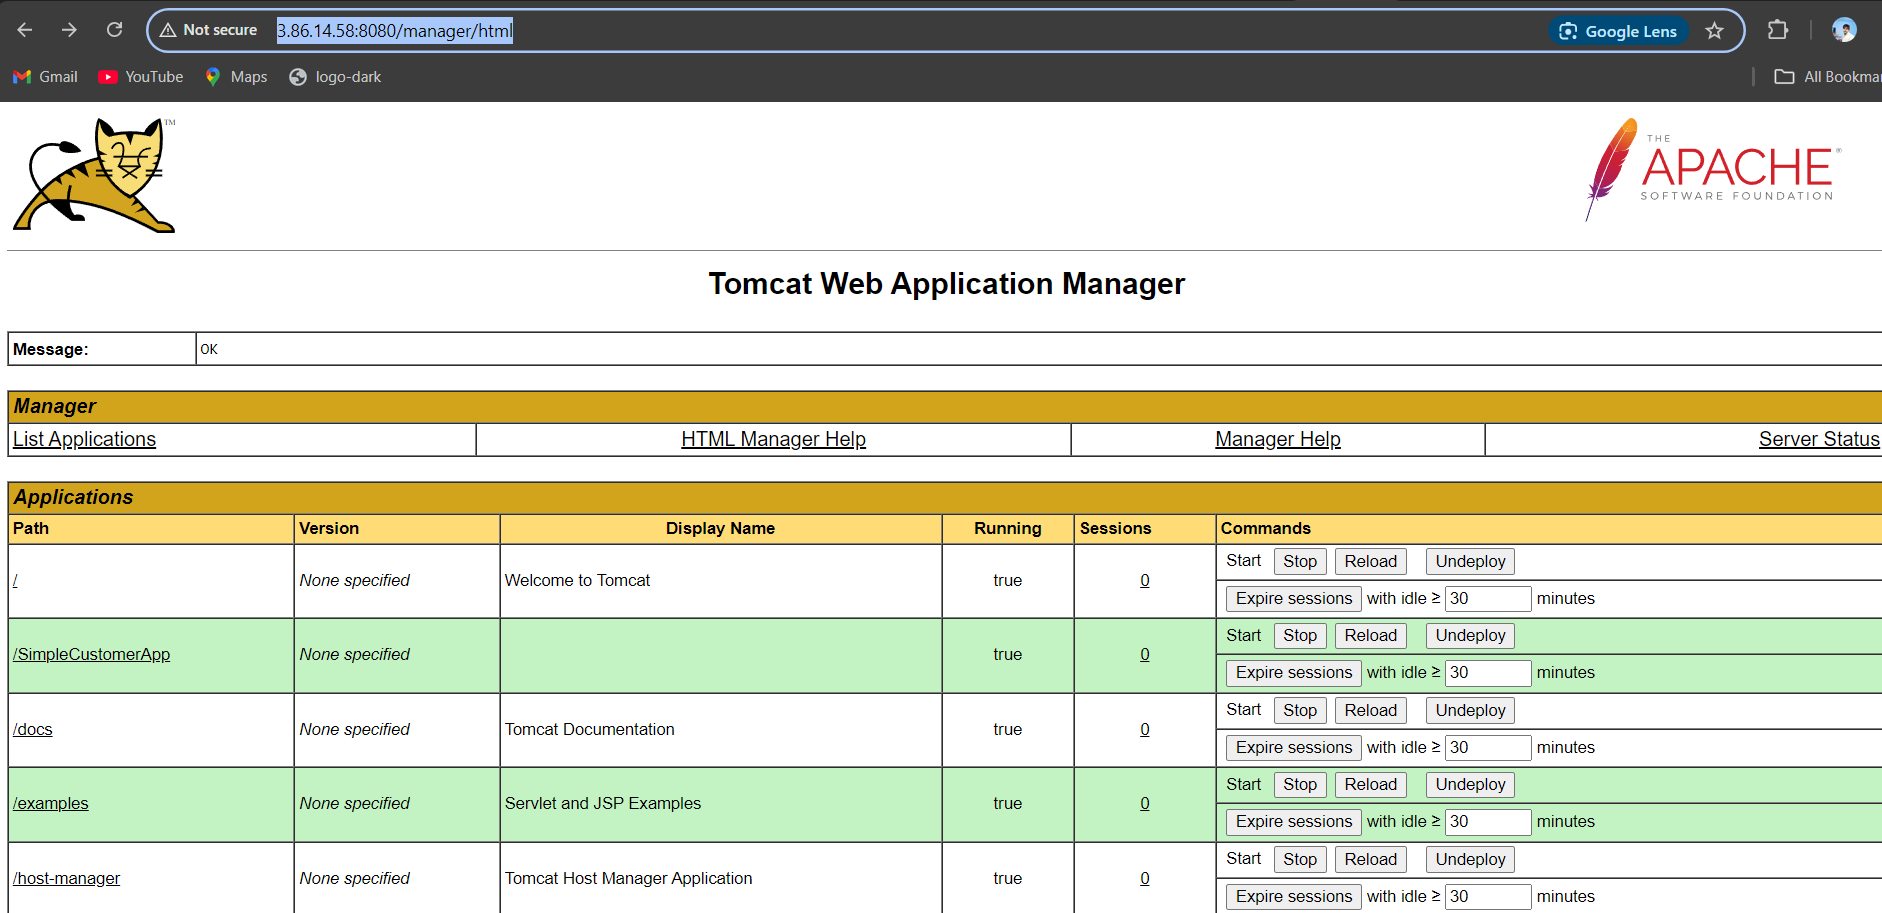 Not secure 3.86.14.58:8080/manager/html Google Lens
Gmail YouTube Maps logo-dark All Bookmar
TM
THE
APACHE®
SOFTWARE FOUNDATION
Tomcat Web Application Manager
Message: OK
Manager
List Applications HTML Manager Help Manager Help Server Status
Applications
Path Version Display Name Running Sessions Commands
/ None specified Welcome to Tomcat true 0 Start Stop Reload Undeploy
Expire sessions with idle ≥ 30 minutes
/SimpleCustomerApp None specified true 0 Start Stop Reload Undeploy
Expire sessions with idle ≥ 30 minutes
/docs None specified Tomcat Documentation true 0 Start Stop Reload Undeploy
Expire sessions with idle ≥ 30 minutes
/examples None specified Servlet and JSP Examples true 0 Start Stop Reload Undeploy
Expire sessions with idle ≥ 30 minutes
/host-manager None specified Tomcat Host Manager Application true 0 Start Stop Reload Undeploy
Expire sessions with idle ≥ 30 minutes